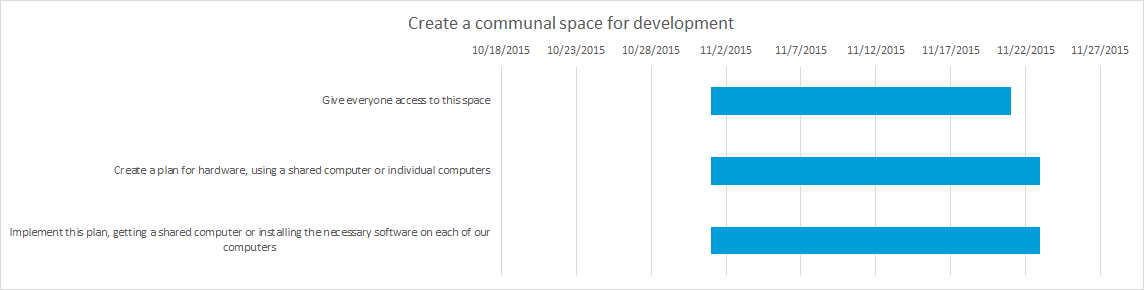 Create a communal space for development
10/18/2015 10/23/2015 10/28/2015 11/2/2015 11/7/2015 11/12/2015 11/17/2015 11/22/2015 11/27/2015
Give everyone access to this space
Create a plan for hardware, using a shared computer or individual computers
Implement this plan, getting a shared computer or installing the necessary software on each of our
computers